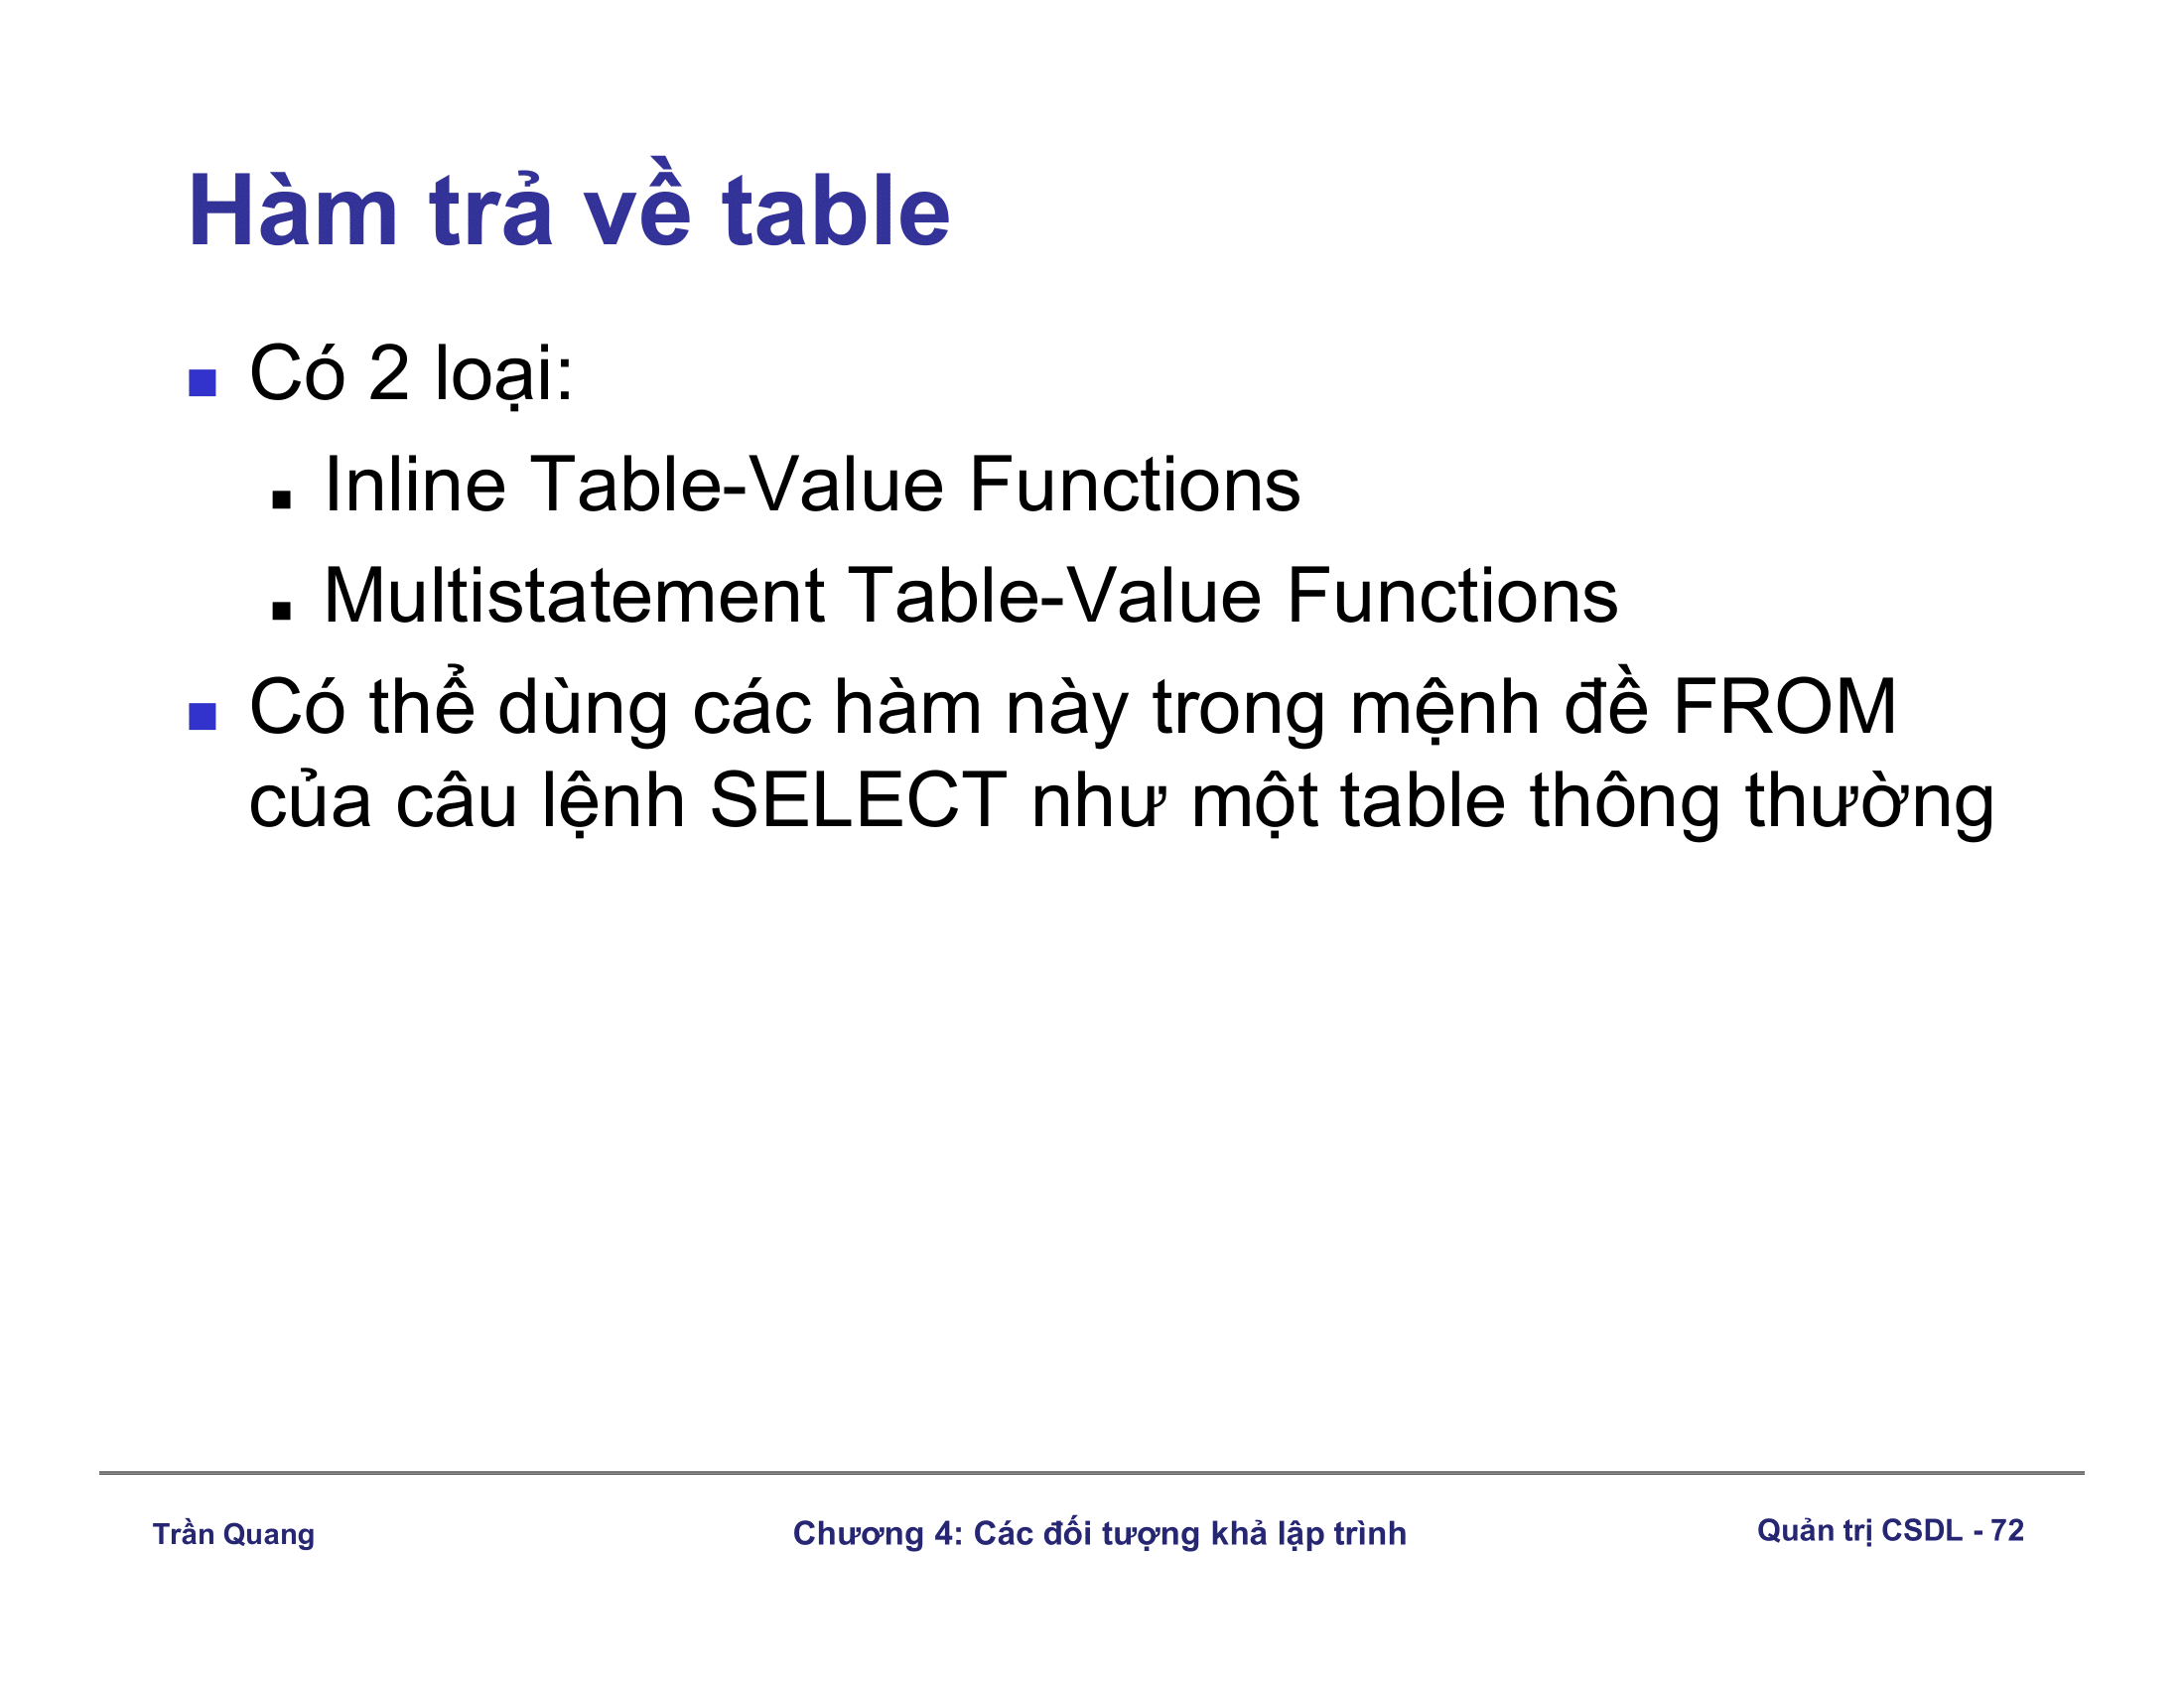 Hàm trả về table
Có 2 loại:
Inline Table-Value Functions
Multistatement Table-Value Functions
Có thể dùng các hàm này trong mệnh đề FROM
của câu lệnh SELECT như một table thông thường
Trần Quang
Chương 4: Các đối tượng khả lập trình
Quản trị CSDL - 72